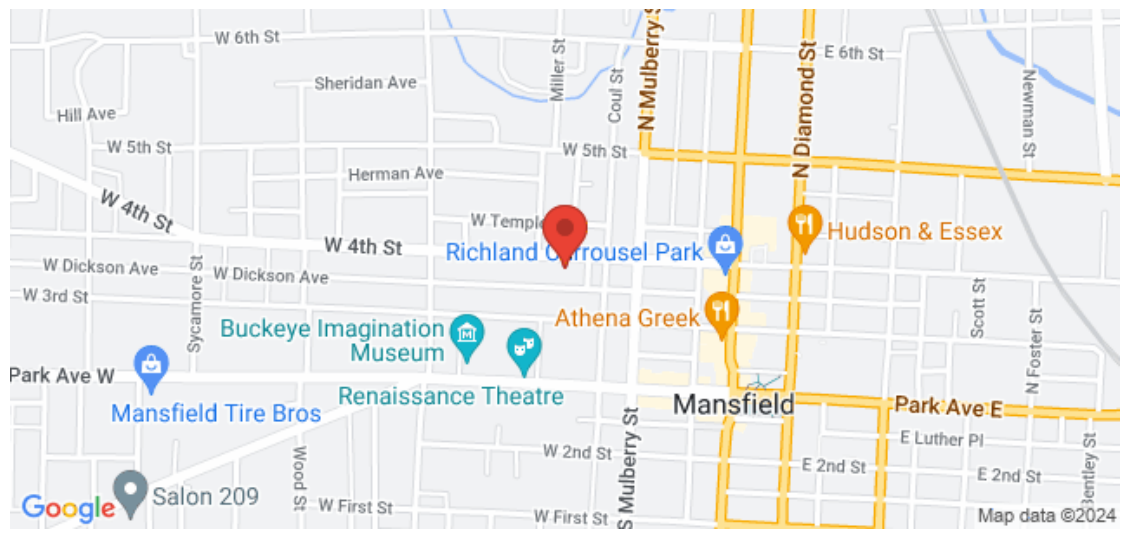 W 6th St
Miller St
Coul St
N Mulberry S
N Diamond St
E 6th St
Newman St
Sheridan Ave
Hill Ave
W 5th St
W 5th St
Herman Ave
W 4th St
W Temple
W 4th St
Richland Carrousel Park
Hudson & Essex
W Dickson Ave
W Dickson Ave
Sycamore St
W 3rd St
Athena Greek
Scott St
N Foster St
Buckeye Imagination
Museum
Renaissance Theatre
Park Ave W
Mansfield Tire Bros
Mansfield
Park Ave E
S Mulberry St
W 2nd St
E Luther Pl
E 2nd St
E 2nd St
Bentley St
Wood St
Salon 209
W First St
W First St
Google
Map data ©2024